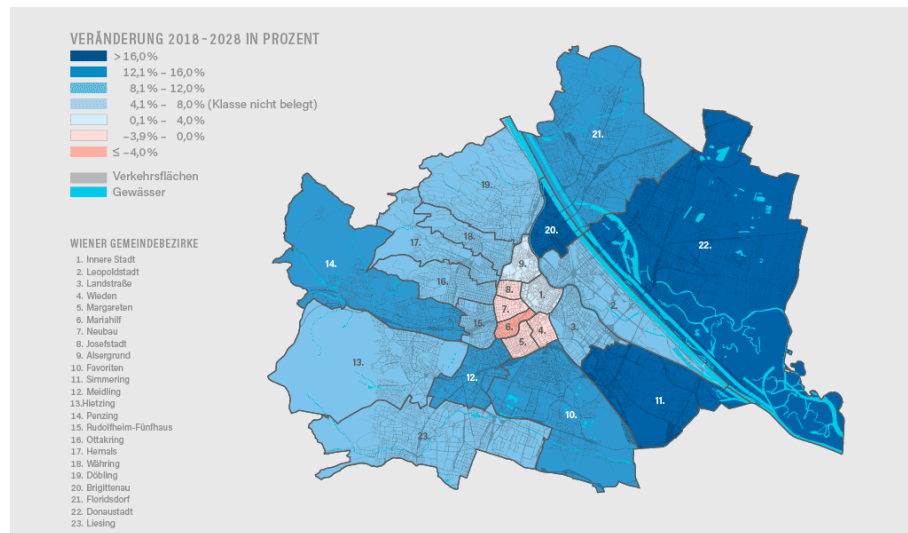 VERÄNDERUNG 2018–2028 IN PROZENT
> 16,0 %
12,1 % – 16,0 %
8,1 % – 12,0 %
4,1 % – 8,0 % (Klasse nicht belegt)
0,1 % – 4,0 %
−3,9 % – 0,0 %
≤ −4,0 %
Verkehrsflächen
Gewässer
WIENER GEMEINDEBEZIRKE
1. Innere Stadt
2. Leopoldstadt
3. Landstraße
4. Wieden
5. Margareten
6. Mariahilf
7. Neubau
8. Josefstadt
9. Alsergrund
10. Favoriten
11. Simmering
12. Meidling
13.Hietzing
14. Penzing
15. Rudolfheim-Fünfhaus
16. Ottakring
17. Hernals
18. Währing
19. Döbling
20. Brigittenau
21. Floridsdorf
22. Donaustadt
23. Liesing
21.
19.
20.
18.
17.
22.
14.
9.
16.
8.
1.
7.
2.
15.
6.
4.
3.
5.
13.
12.
11.
10.
23.